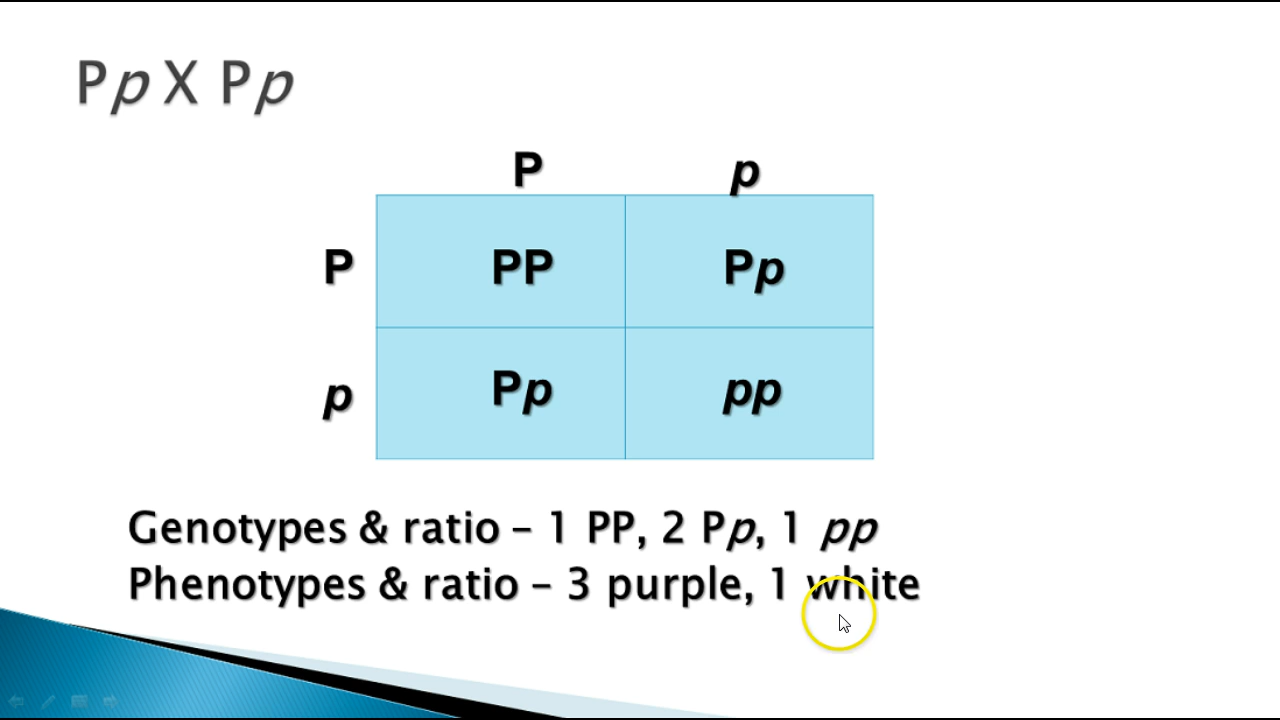 Pp X Pp
P p
P PP Pp
p Pp pp
Genotypes & ratio – 1 PP, 2 Pp, 1 pp
Phenotypes & ratio – 3 purple, 1 white